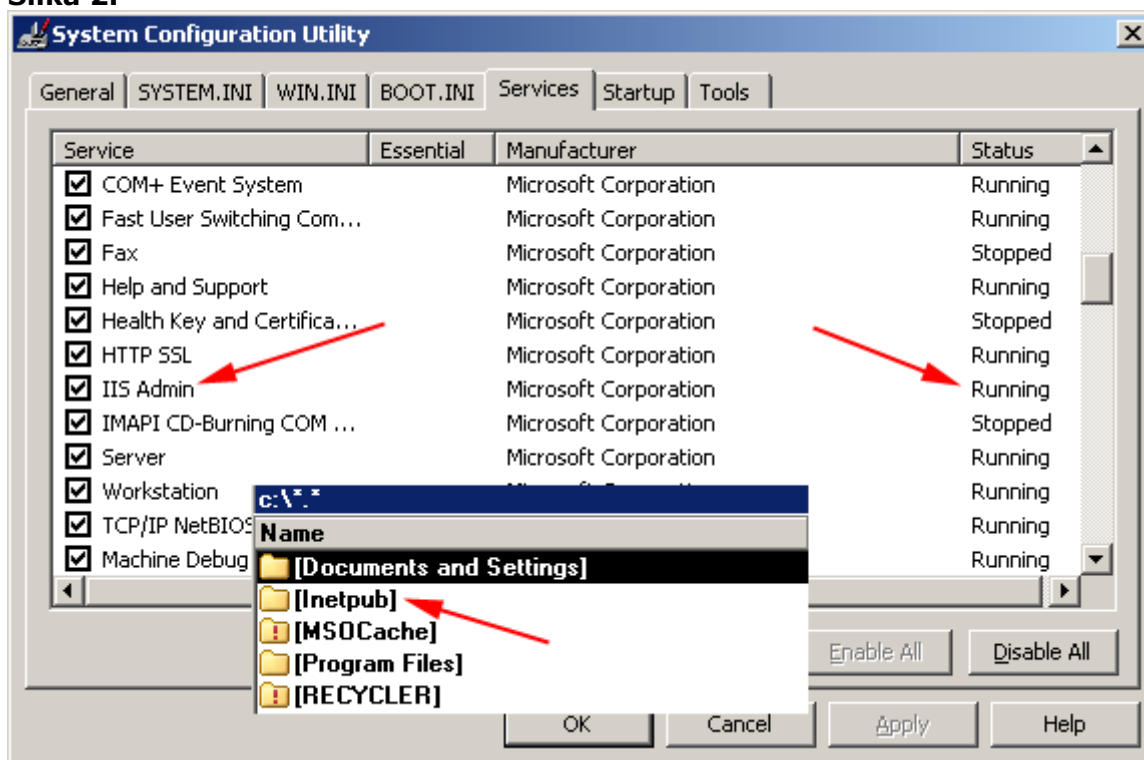 Slika 2.
System Configuration Utility
General SYSTEM.INI WIN.INI BOOT.INI Services Startup Tools
Service Essential Manufacturer Status
COM+ Event System Microsoft Corporation Running
Fast User Switching Com... Microsoft Corporation Running
Fax Microsoft Corporation Stopped
Help and Support Microsoft Corporation Running
Health Key and Certifica... Microsoft Corporation Stopped
HTTP SSL Microsoft Corporation Running
IIS Admin Microsoft Corporation Running
IMAPI CD-Burning COM ... Microsoft Corporation Stopped
Server Microsoft Corporation Running
Workstation Running
TCP/IP NetBIOS Running
Machine Debug Running
c:\*.*
Name
[Documents and Settings]
[Inetpub]
[MSOCache]
[Program Files]
[RECYCLER]
Enable All Disable All
OK Cancel Apply Help